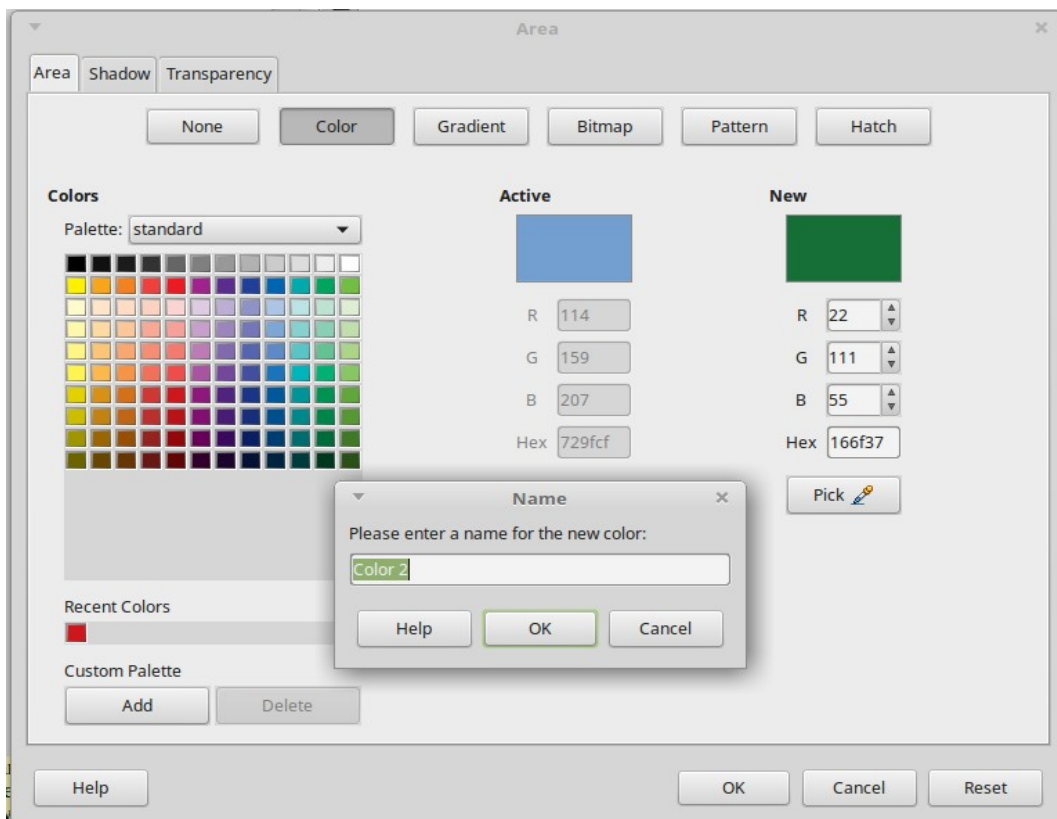 Area
Area Shadow Transparency
None Color Gradient Bitmap Pattern Hatch
Colors Active New
Palette: standard
R 114 R 22
G 159 G 111
B 207 B 55
Hex 729fcf Hex 166f37
Pick
Name
Please enter a name for the new color:
Color 2
Help OK Cancel
Recent Colors
Custom Palette
Add Delete
Help OK Cancel Reset